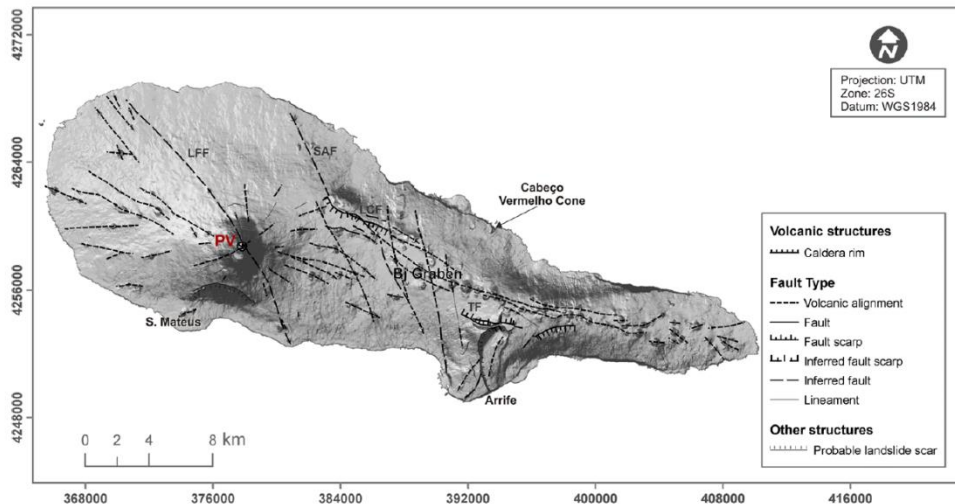 4272000
4264000
4256000
4248000
Projection: UTM
Zone: 26S
Datum: WGS1984
LFF
SAF
LCF
Cabeço
Vermelho Cone
PV
Bj Graben
TF
S. Mateus
Arrife
Volcanic structures
Caldera rim
Fault Type
Volcanic alignment
Fault
Fault scarp
Inferred fault scarp
Inferred fault
Lineament
Other structures
Probable landslide scar
0 2 4 8 km
368000 376000 384000 392000 400000 408000 416000